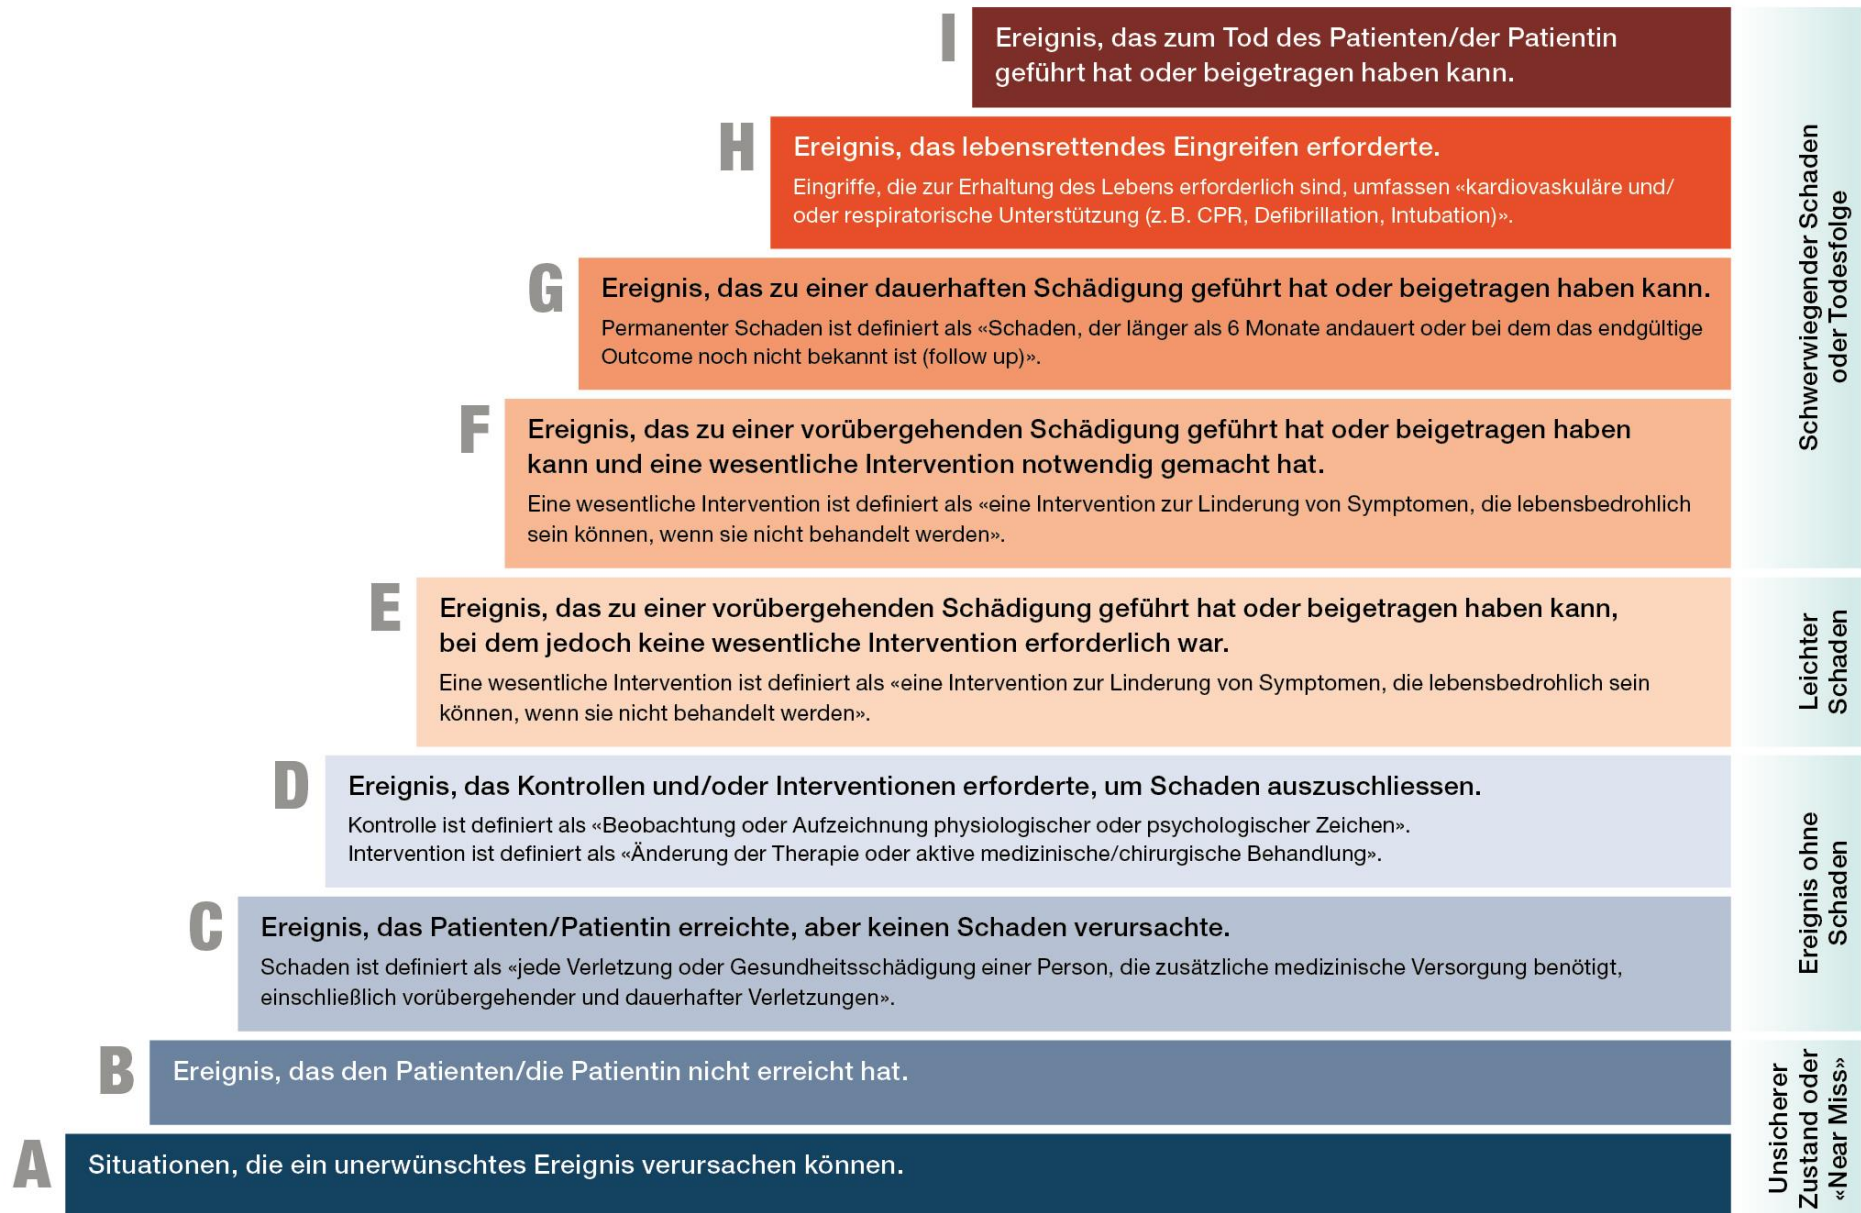 I
Ereignis, das zum Tod des Patienten/der Patientin
geführt hat oder beigetragen haben kann.
H
Ereignis, das lebensrettendes Eingreifen erforderte.
Eingriffe, die zur Erhaltung des Lebens erforderlich sind, umfassen «kardiovaskuläre und/
oder respiratorische Unterstützung (z. B. CPR, Defibrillation, Intubation)».
G
Ereignis, das zu einer dauerhaften Schädigung geführt hat oder beigetragen haben kann.
Permanenter Schaden ist definiert als «Schaden, der länger als 6 Monate andauert oder bei dem das endgültige
Outcome noch nicht bekannt ist (follow up)».
F
Ereignis, das zu einer vorübergehenden Schädigung geführt hat oder beigetragen haben
kann und eine wesentliche Intervention notwendig gemacht hat.
Eine wesentliche Intervention ist definiert als «eine Intervention zur Linderung von Symptomen, die lebensbedrohlich
sein können, wenn sie nicht behandelt werden».
Schwerwiegender Schaden
oder Todesfolge
E
Ereignis, das zu einer vorübergehenden Schädigung geführt hat oder beigetragen haben kann,
bei dem jedoch keine wesentliche Intervention erforderlich war.
Eine wesentliche Intervention ist definiert als «eine Intervention zur Linderung von Symptomen, die lebensbedrohlich sein
können, wenn sie nicht behandelt werden».
Leichter
Schaden
D
Ereignis, das Kontrollen und/oder Interventionen erforderte, um Schaden auszuschliessen.
Kontrolle ist definiert als «Beobachtung oder Aufzeichnung physiologischer oder psychologischer Zeichen».
Intervention ist definiert als «Änderung der Therapie oder aktive medizinische/chirurgische Behandlung».
C
Ereignis, das Patienten/Patientin erreichte, aber keinen Schaden verursachte.
Schaden ist definiert als «jede Verletzung oder Gesundheitsschädigung einer Person, die zusätzliche medizinische Versorgung benötigt,
einschließlich vorübergehender und dauerhafter Verletzungen».
Ereignis ohne
Schaden
B
Ereignis, das den Patienten/die Patientin nicht erreicht hat.
A
Situationen, die ein unerwünschtes Ereignis verursachen können.
Unsicherer
Zustand oder
«Near Miss»